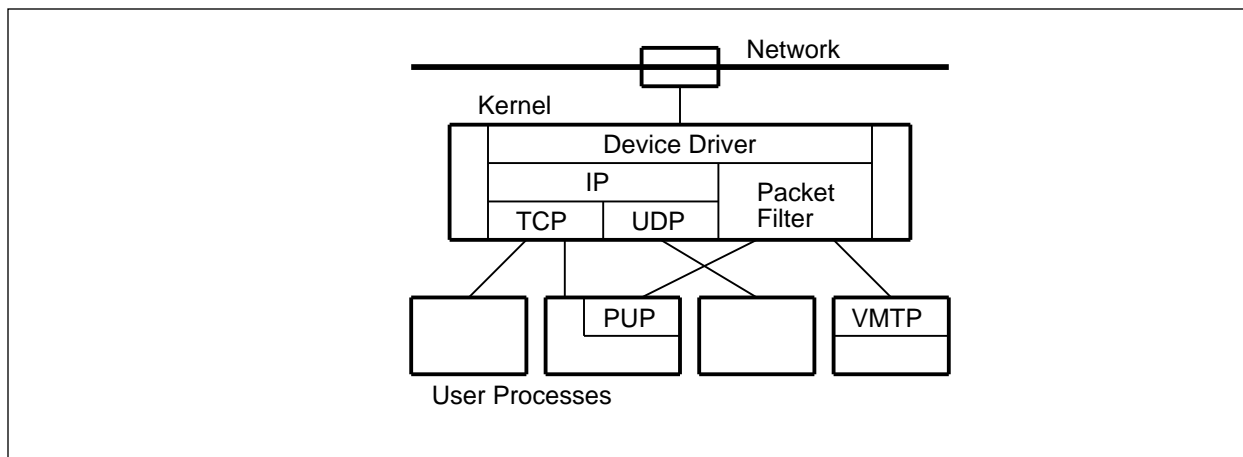 Network
Kernel
Device Driver
IP
Packet
Filter
TCP
UDP
PUP
VMTP
User Processes